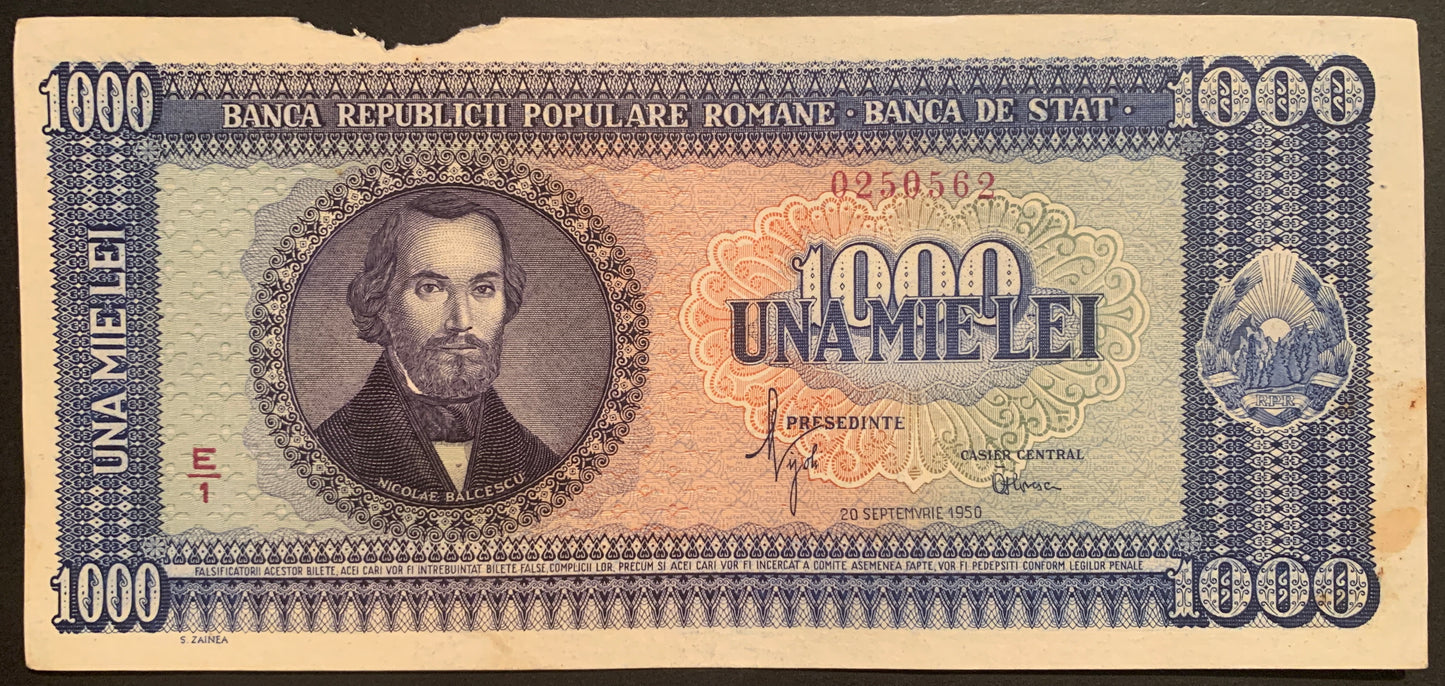 1000 1000
BANCA REPUBLICII POPULARE ROMANE · BANCA DE STAT ·
0250562
UNA MIE LEI
1000
UNA MIE LEI
PRESEDINTE
CASIER CENTRAL
E
1
NICOLAE BALCESCU
20 SEPTEMVRIE 1950
RPR
FALSIFICATORII ACESTOR BILETE, ACEI CARI VOR FI INTREBUINTAT BILETE FALSE, COMPLICII LOR, PRECUM SI ACEI CARI VOR FI INCERCAT A COMITE ASEMENEA FAPTE, VOR FI PEDEPSITI CONFORM LEGILOR PENALE
1000 1000
S. ZAINEA